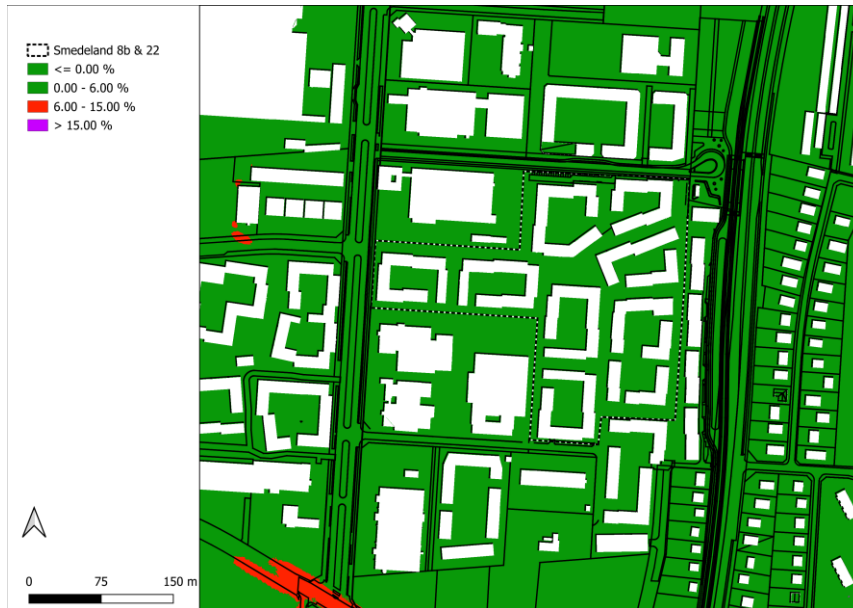 Smedeland 8b & 22
<= 0.00 %
0.00 - 6.00 %
6.00 - 15.00 %
> 15.00 %
0 75 150 m